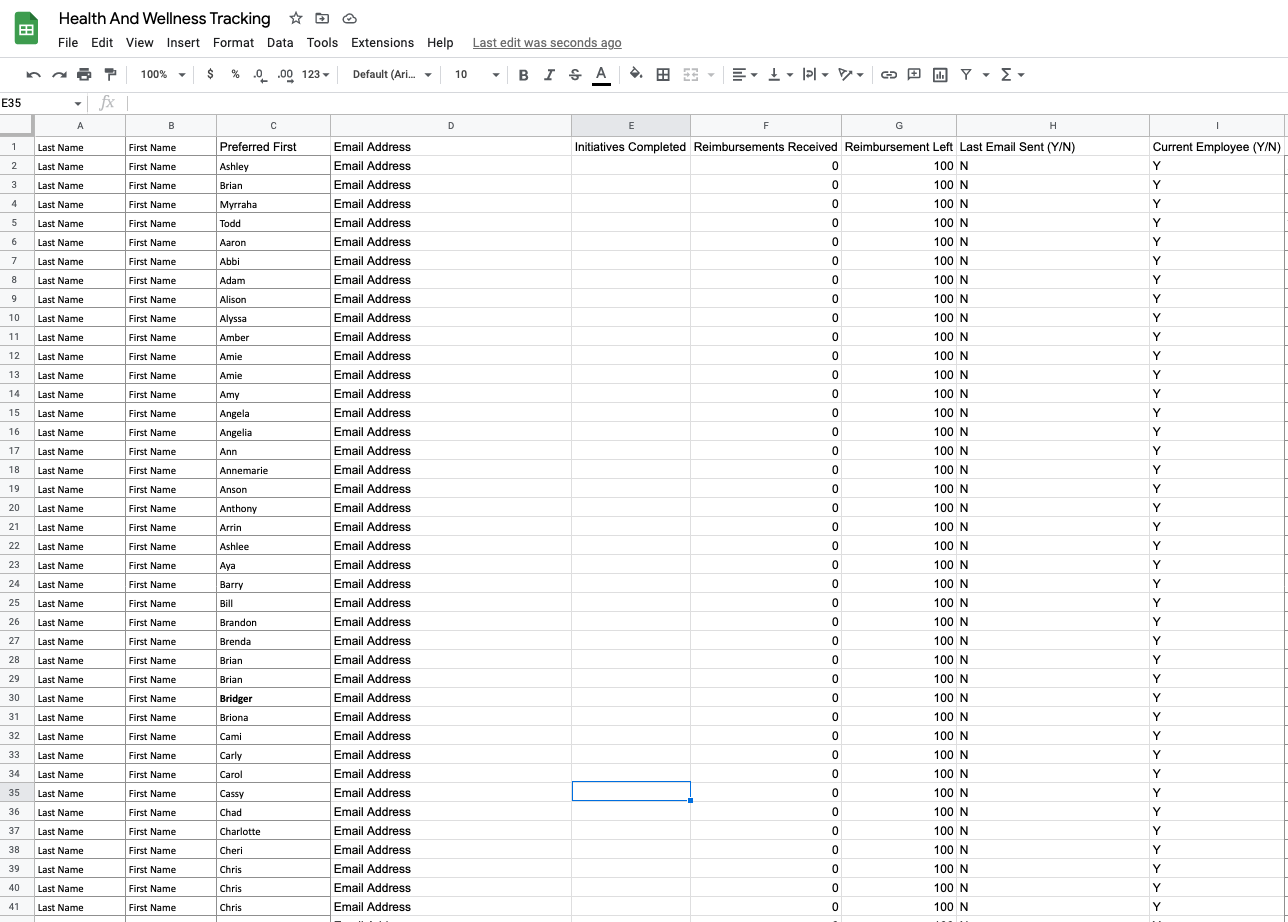 Health And Wellness Tracking
File Edit View Insert Format Data Tools Extensions Help Last edit was seconds ago
100% $ % .0 .00 123 Default (Ari... 10 B I S A
E35 fx
A B C D E F G H I
1 Last Name First Name Preferred First Email Address Initiatives Completed Reimbursements Received Reimbursement Left Last Email Sent (Y/N) Current Employee (Y/N)
2 Last Name First Name Ashley Email Address 0 100 N Y
3 Last Name First Name Brian Email Address 0 100 N Y
4 Last Name First Name Myrraha Email Address 0 100 N Y
5 Last Name First Name Todd Email Address 0 100 N Y
6 Last Name First Name Aaron Email Address 0 100 N Y
7 Last Name First Name Abbi Email Address 0 100 N Y
8 Last Name First Name Adam Email Address 0 100 N Y
9 Last Name First Name Alison Email Address 0 100 N Y
10 Last Name First Name Alyssa Email Address 0 100 N Y
11 Last Name First Name Amber Email Address 0 100 N Y
12 Last Name First Name Amie Email Address 0 100 N Y
13 Last Name First Name Amie Email Address 0 100 N Y
14 Last Name First Name Amy Email Address 0 100 N Y
15 Last Name First Name Angela Email Address 0 100 N Y
16 Last Name First Name Angelia Email Address 0 100 N Y
17 Last Name First Name Ann Email Address 0 100 N Y
18 Last Name First Name Annemarie Email Address 0 100 N Y
19 Last Name First Name Anson Email Address 0 100 N Y
20 Last Name First Name Anthony Email Address 0 100 N Y
21 Last Name First Name Arrin Email Address 0 100 N Y
22 Last Name First Name Ashlee Email Address 0 100 N Y
23 Last Name First Name Aya Email Address 0 100 N Y
24 Last Name First Name Barry Email Address 0 100 N Y
25 Last Name First Name Bill Email Address 0 100 N Y
26 Last Name First Name Brandon Email Address 0 100 N Y
27 Last Name First Name Brenda Email Address 0 100 N Y
28 Last Name First Name Brian Email Address 0 100 N Y
29 Last Name First Name Brian Email Address 0 100 N Y
30 Last Name First Name Bridger Email Address 0 100 N Y
31 Last Name First Name Briona Email Address 0 100 N Y
32 Last Name First Name Cami Email Address 0 100 N Y
33 Last Name First Name Carly Email Address 0 100 N Y
34 Last Name First Name Carol Email Address 0 100 N Y
35 Last Name First Name Cassy Email Address 0 100 N Y
36 Last Name First Name Chad Email Address 0 100 N Y
37 Last Name First Name Charlotte Email Address 0 100 N Y
38 Last Name First Name Cheri Email Address 0 100 N Y
39 Last Name First Name Chris Email Address 0 100 N Y
40 Last Name First Name Chris Email Address 0 100 N Y
41 Last Name First Name Chris Email Address 0 100 N Y